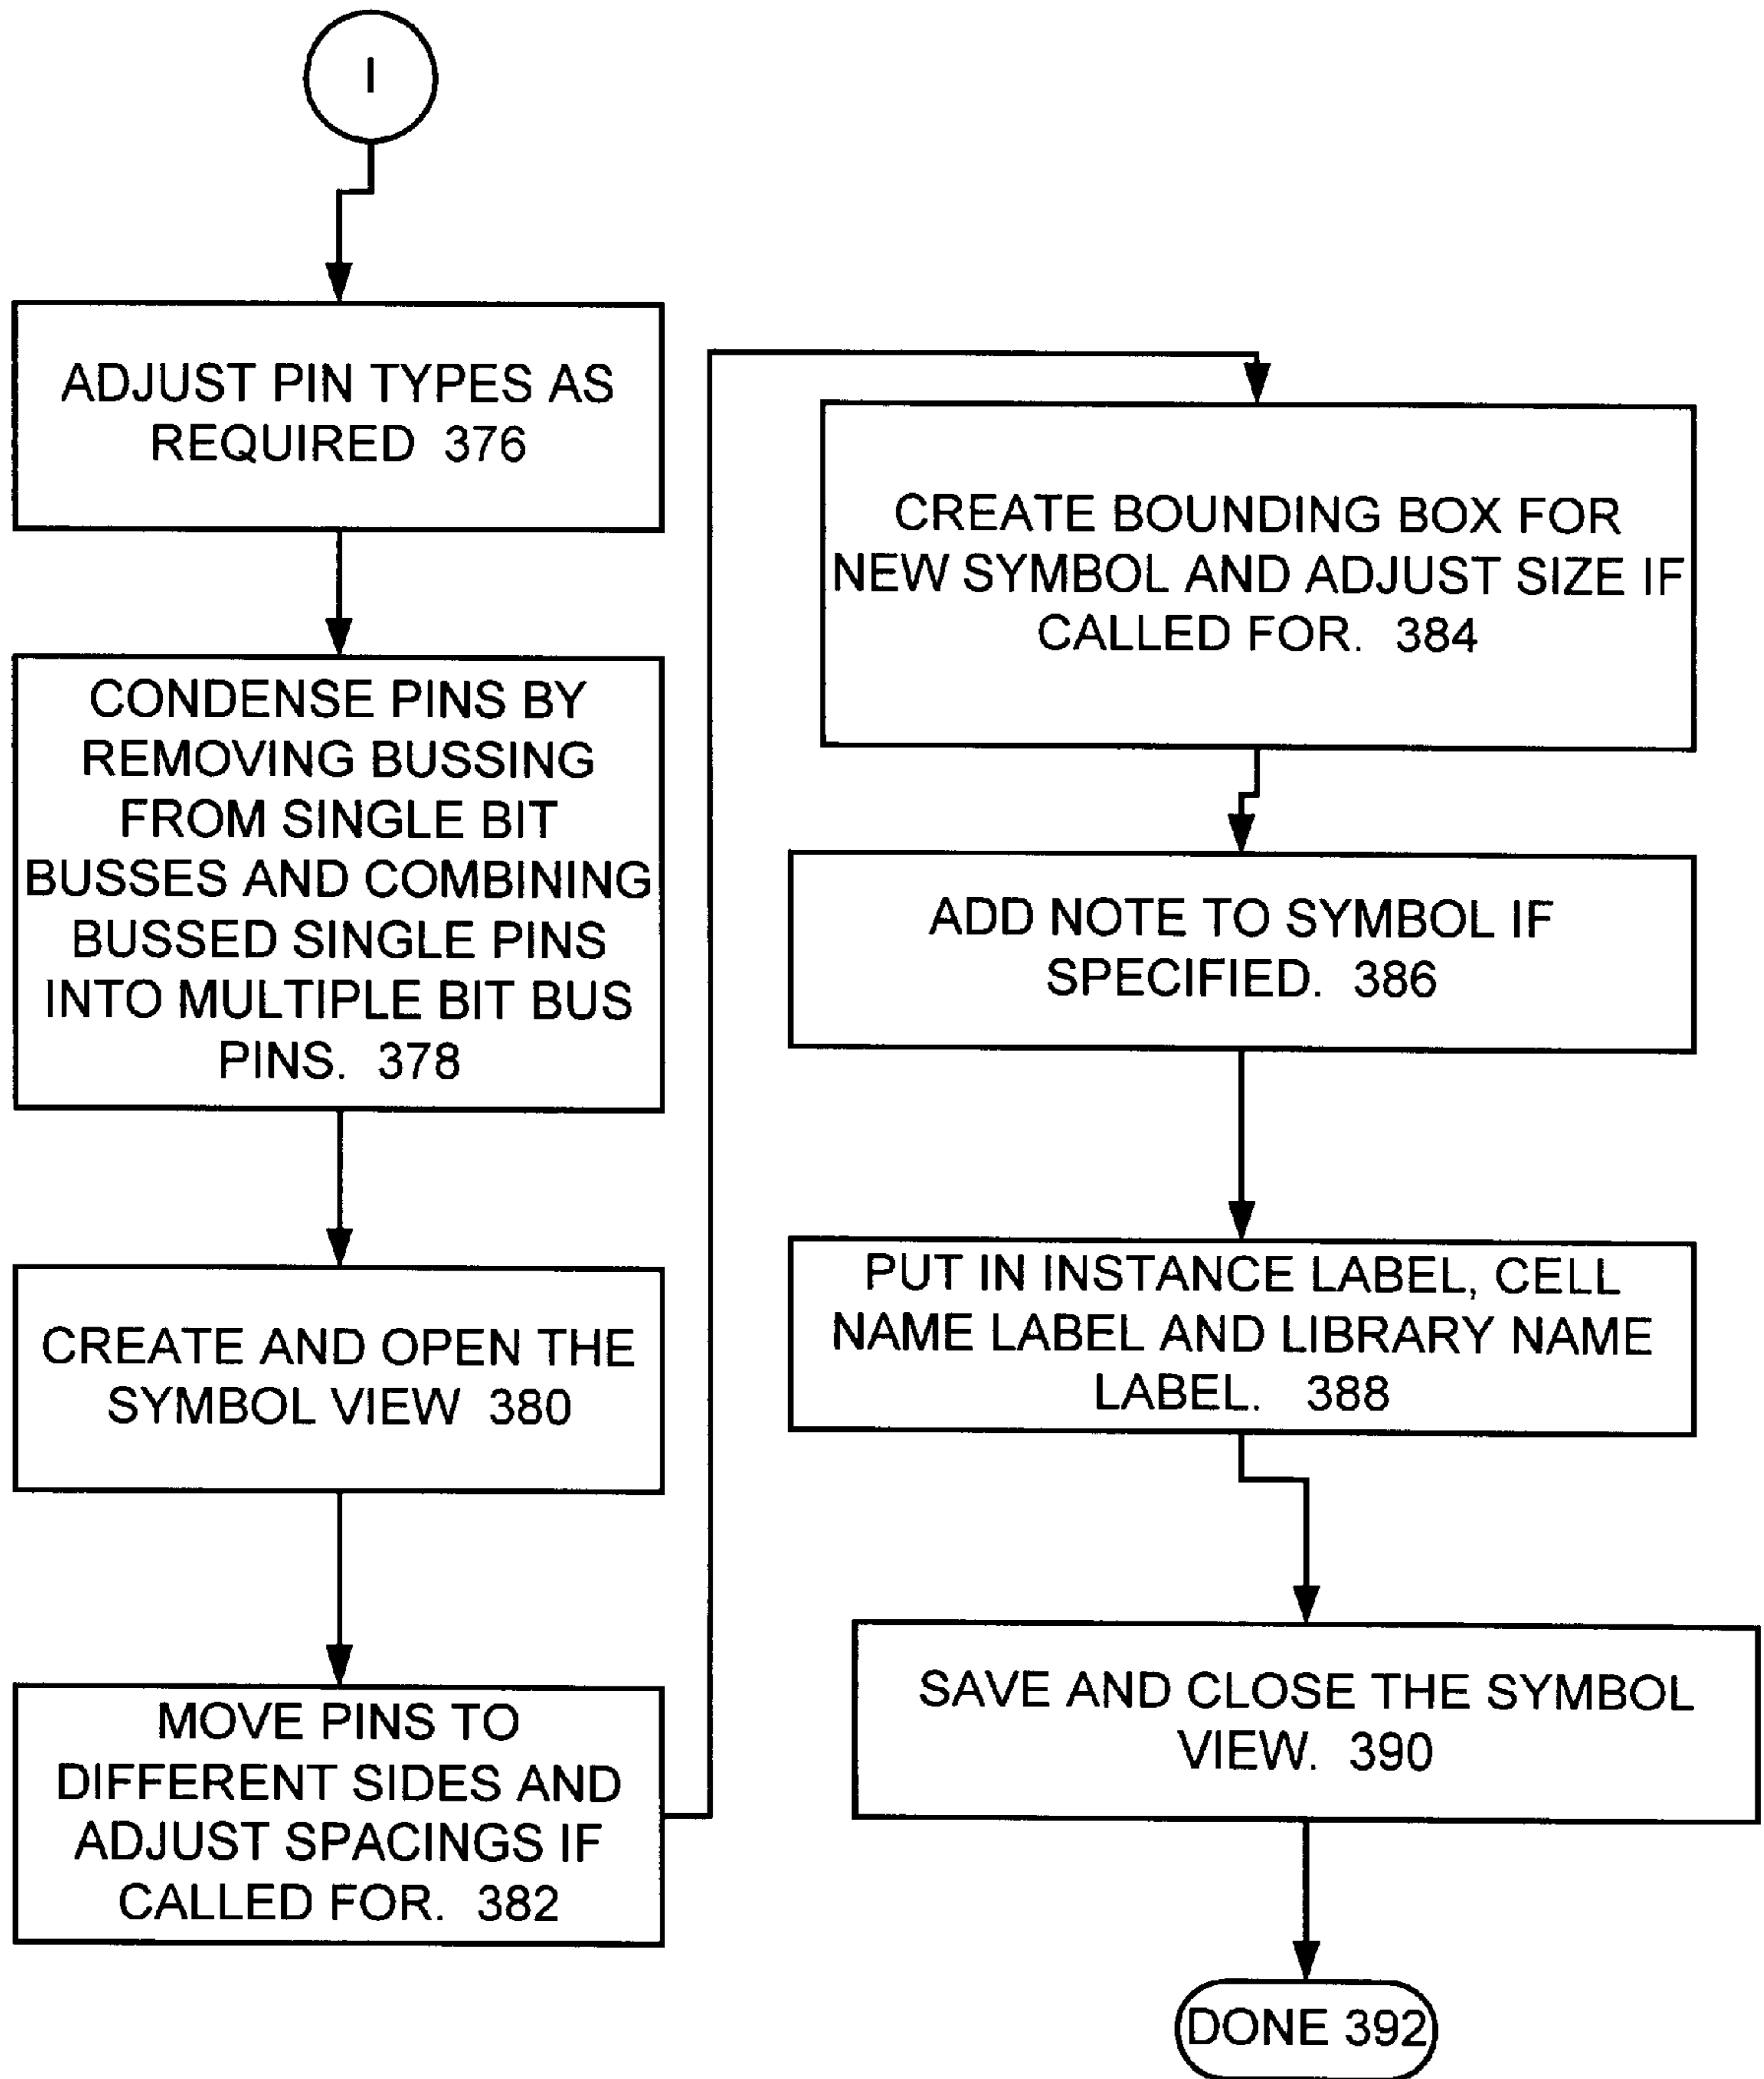 I
ADJUST PIN TYPES AS
REQUIRED 376
CONDENSE PINS BY
REMOVING BUSSING
FROM SINGLE BIT
BUSSES AND COMBINING
BUSSED SINGLE PINS
INTO MULTIPLE BIT BUS
PINS. 378
CREATE AND OPEN THE
SYMBOL VIEW 380
MOVE PINS TO
DIFFERENT SIDES AND
ADJUST SPACINGS IF
CALLED FOR. 382
CREATE BOUNDING BOX FOR
NEW SYMBOL AND ADJUST SIZE IF
CALLED FOR. 384
ADD NOTE TO SYMBOL IF
SPECIFIED. 386
PUT IN INSTANCE LABEL, CELL
NAME LABEL AND LIBRARY NAME
LABEL. 388
SAVE AND CLOSE THE SYMBOL
VIEW. 390
DONE 392